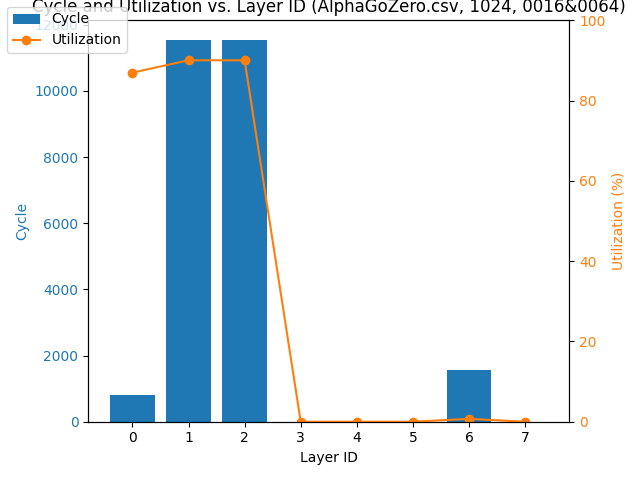 Cycle and Utilization vs. Layer ID (AlphaGoZero.csv, 1024, 0016&0064)
Cycle
Utilization
12000
10000
8000
6000
4000
2000
0
Cycle
100
80
60
40
20
0
Utilization (%)
0 1 2 3 4 5 6 7
Layer ID